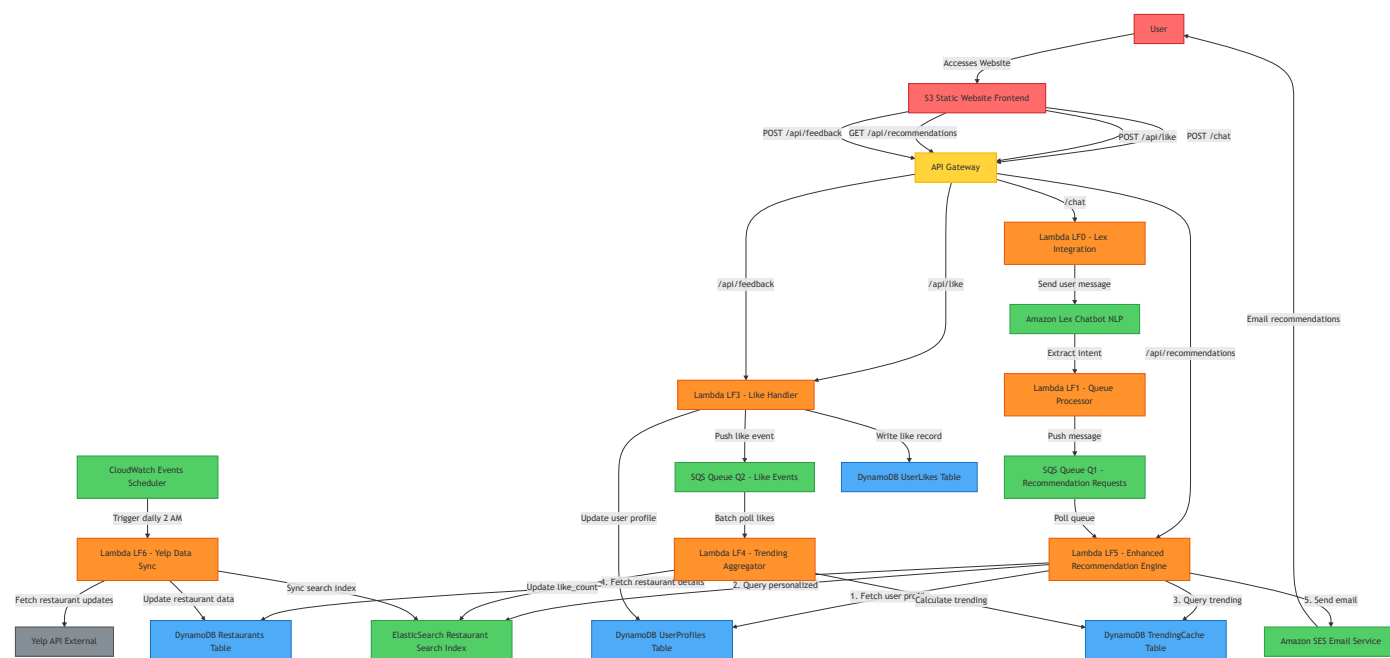 User
Accesses Website
S3 Static Website Frontend
POST /api/feedback
GET /api/recommendations
POST /api/like
POST /chat
API Gateway
/chat
Lambda LF0 - Lex
Integration
/api/feedback
/api/like
Send user message
Amazon Lex Chatbot NLP
Email recommendations
Extract intent
/api/recommendations
Lambda LF3 - Like Handler
Lambda LF1 - Queue
Processor
Push like event
Write like record
Push message
CloudWatch Events
Scheduler
SQS Queue Q2 - Like Events
DynamoDB UserLikes Table
SQS Queue Q1 -
Recommendation Requests
Trigger daily 2 AM
Update user profile
Batch poll likes
Poll queue
Lambda LF6 - Yelp Data
Sync
Lambda LF4 - Trending
Aggregator
Lambda LF5 - Enhanced
Recommendation Engine
Fetch restaurant updates
Update restaurant data
Sync search index
Update like_count
4. Fetch restaurant details
2. Query personalized
1. Fetch user
Calculate trending
3. Query trending
5. Send email
Yelp API External
DynamoDB Restaurants
Table
ElasticSearch Restaurant
Search Index
DynamoDB UserProfiles
Table
DynamoDB TrendingCache
Table
Amazon SES Email Service